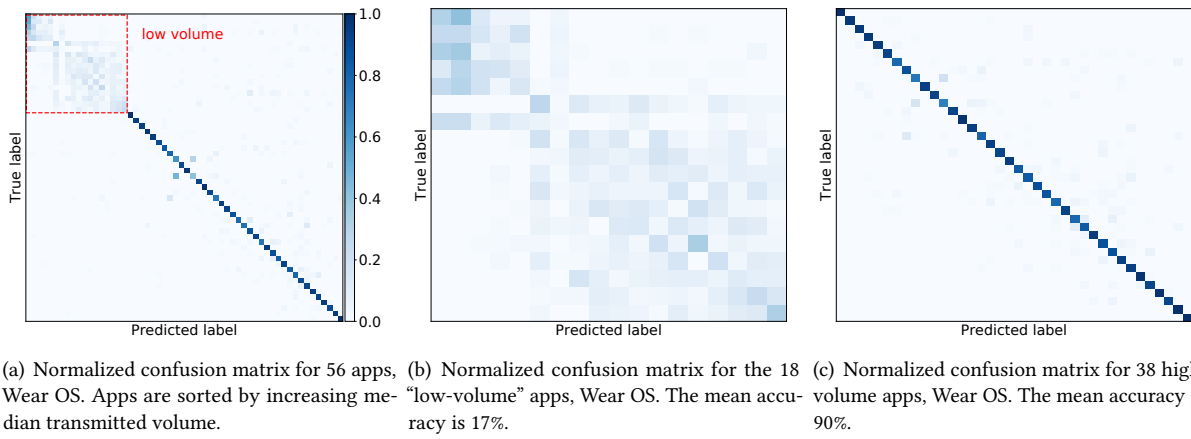 low volume
1.0
0.8
0.6
0.4
0.2
0.0
True label
Predicted label
True label
Predicted label
True label
Predicted label
(a) Normalized confusion matrix for 56 apps,
Wear OS. Apps are sorted by increasing me-
dian transmitted volume.
(b) Normalized confusion matrix for the 18
“low-volume” apps, Wear OS. The mean accu-
racy is 17%.
(c) Normalized confusion matrix for 38
volume apps, Wear OS. The mean accuracy
90%.